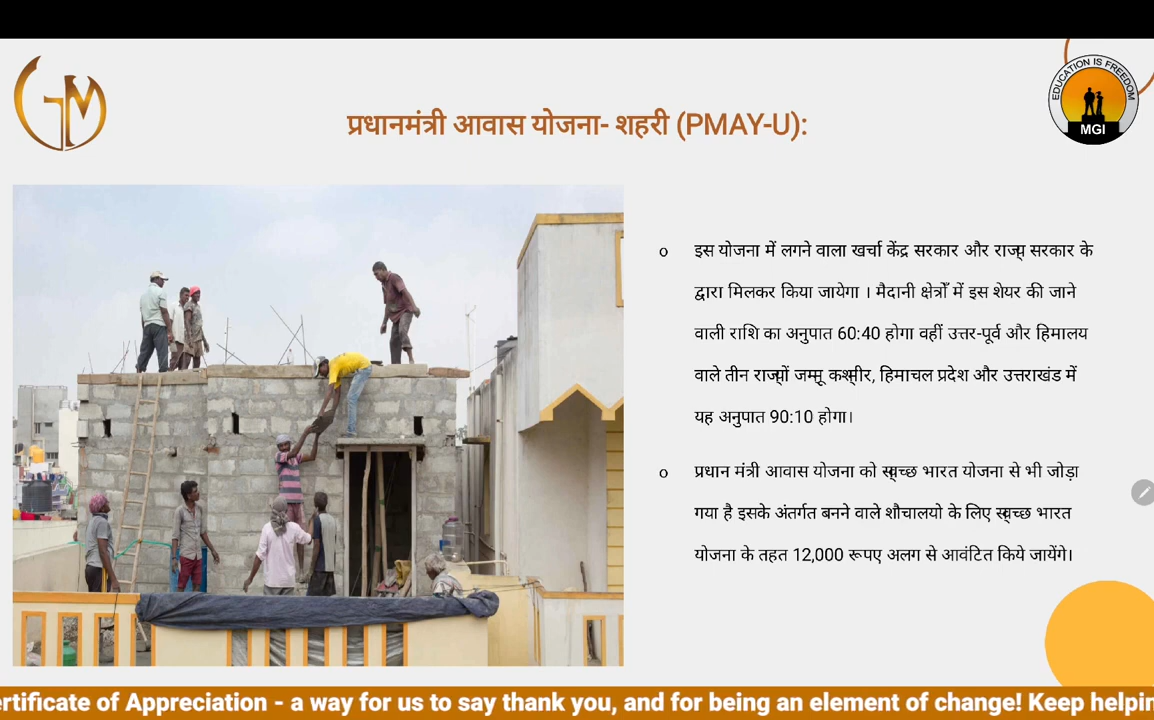 GM
EDUCATION IS FREEDOM
MGI
प्रधानमंत्री आवास योजना- शहरी (PMAY-U):
o इस योजना में लगने वाला खर्चा केंद्र सरकार और राज्य सरकार के
द्वारा मिलकर किया जायेगा । मैदानी क्षेत्रोँ में इस शेयर की जाने
वाली राशि का अनुपात 60:40 होगा वहीं उत्तर-पूर्व और हिमालय
वाले तीन राज्यों जम्मू कश्मीर, हिमाचल प्रदेश और उत्तराखंड में
यह अनुपात 90:10 होगा।
o प्रधान मंत्री आवास योजना को स्वच्छ भारत योजना से भी जोड़ा
गया है इसके अंतर्गत बनने वाले शौचालयो के लिए स्वच्छ भारत
योजना के तहत 12,000 रूपए अलग से आवंटित किये जायेंगे।
ertificate of Appreciation - a way for us to say thank you, and for being an element of change! Keep helpin